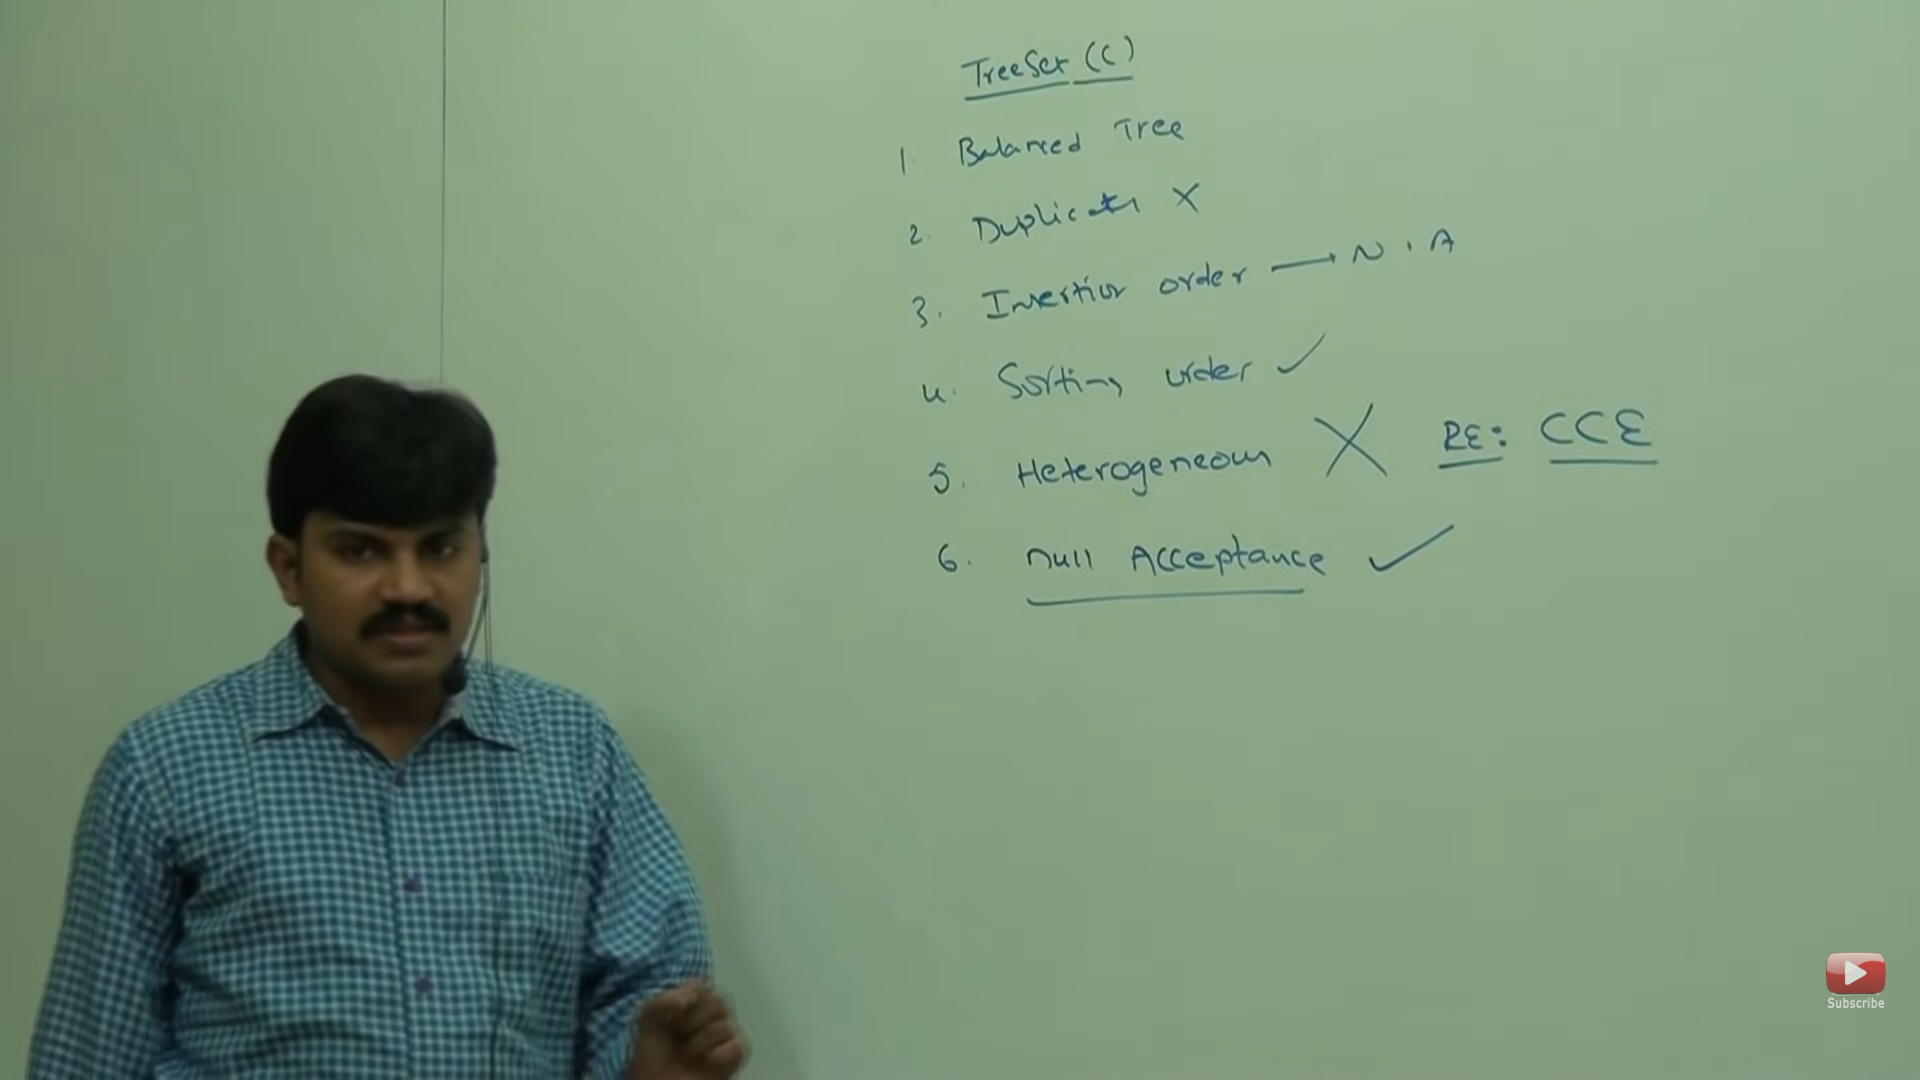 TreeSet (C)
1. Balanced Tree
2. Duplicates X
3. Insertion order → N.A
4. Sorting order ✓
5. Heterogeneous X RE: CCE
6. null Acceptance ✓
Subscribe